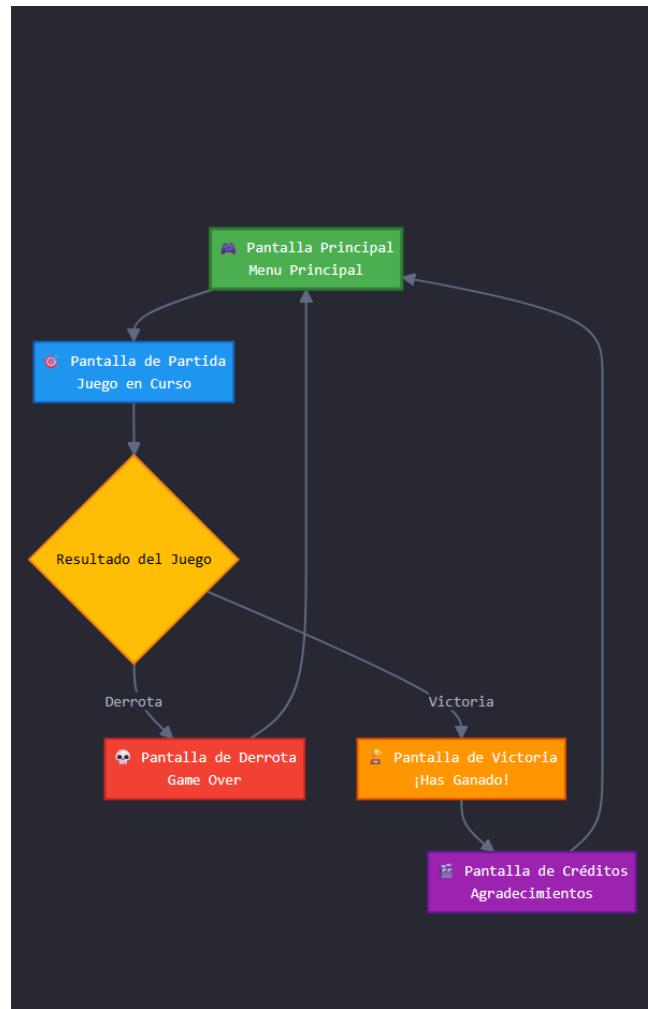 🎮 Pantalla Principal
Menu Principal
🎯 Pantalla de Partida
Juego en Curso
Resultado del Juego
Derrota
Victoria
💀 Pantalla de Derrota
Game Over
🏆 Pantalla de Victoria
¡Has Ganado!
🎬 Pantalla de Créditos
Agradecimientos